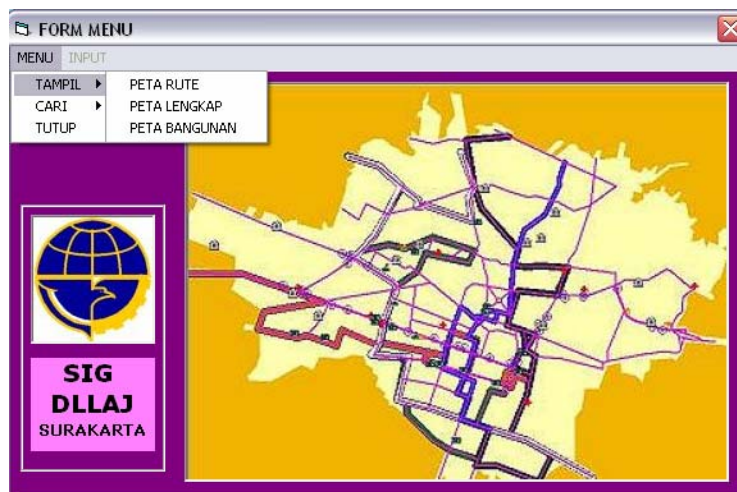 FORM MENU
MENU INPUT
TAMPIL PETA RUTE
CARI PETA LENGKAP
TUTUP PETA BANGUNAN
SIG
DLLAJ
SURAKARTA